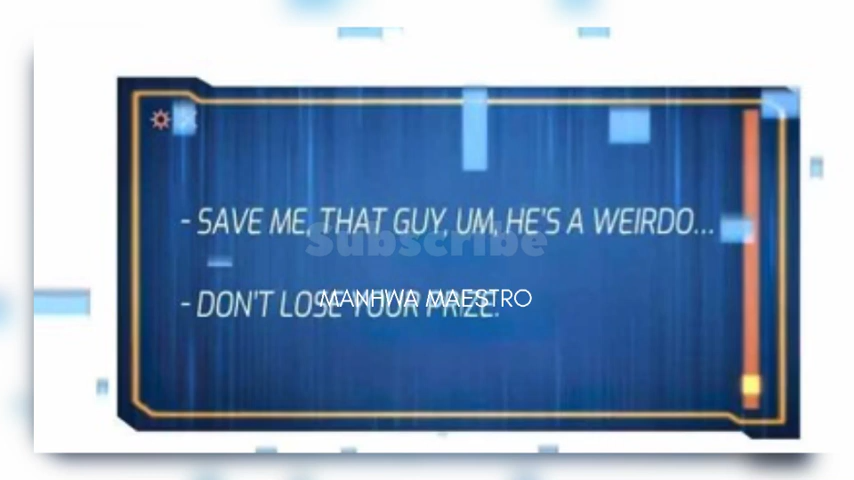 - SAVE ME, THAT GUY, UM, HE'S A WEIRDO...
Subscribe
- DON'T LOSE YOUR PRIZE.
MANHWA MAESTRO